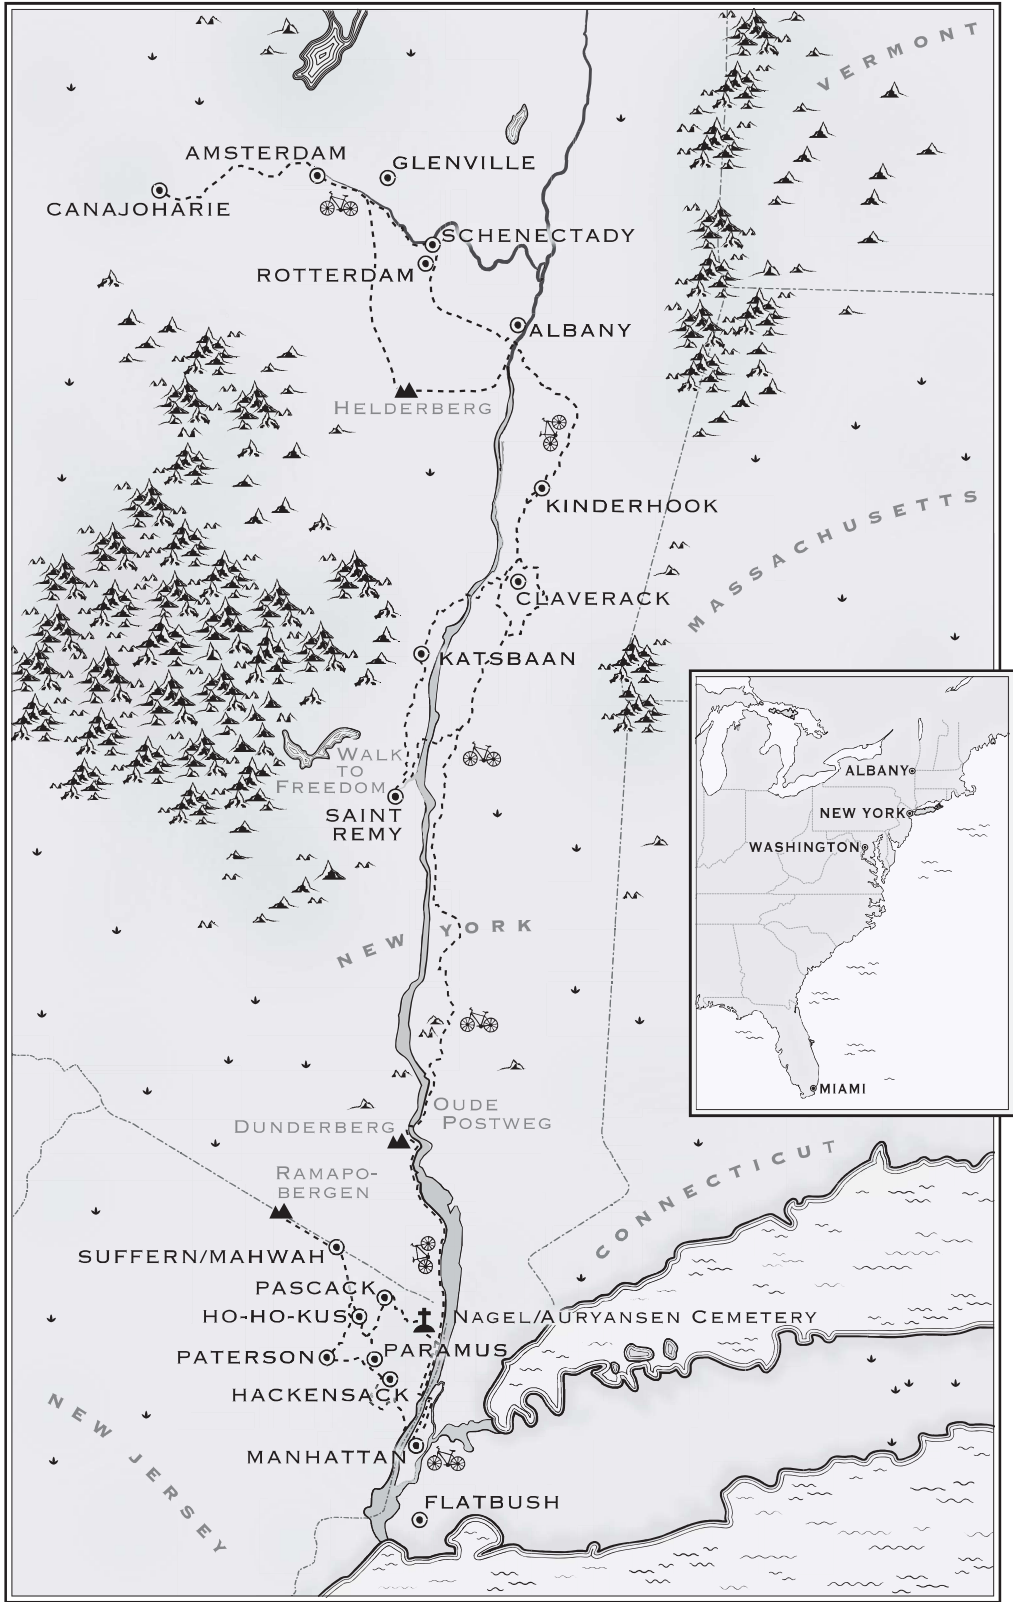 VERMONT
AMSTERDAM
GLENVILLE
CANAJOHARIE
SCHENECTADY
ROTTERDAM
ALBANY
HELDERBERG
KINDERHOOK
MASSACHUSETTS
CLAVERACK
KATSBAAN
WALK
TO
FREEDOM
SAINT
REMY
ALBANY
NEW YORK
WASHINGTON
MIAMI
NEW YORK
OUDE
POSTWEG
DUNDERBERG
CONNECTICUT
RAMAPO-
BERGEN
SUFFERN/MAHWAH
PASCACK
HO-HO-KUS
NAGEL/AURYANSEN CEMETERY
PATERSON
PARAMUS
HACKENSACK
NEW JERSEY
MANHATTAN
FLATBUSH